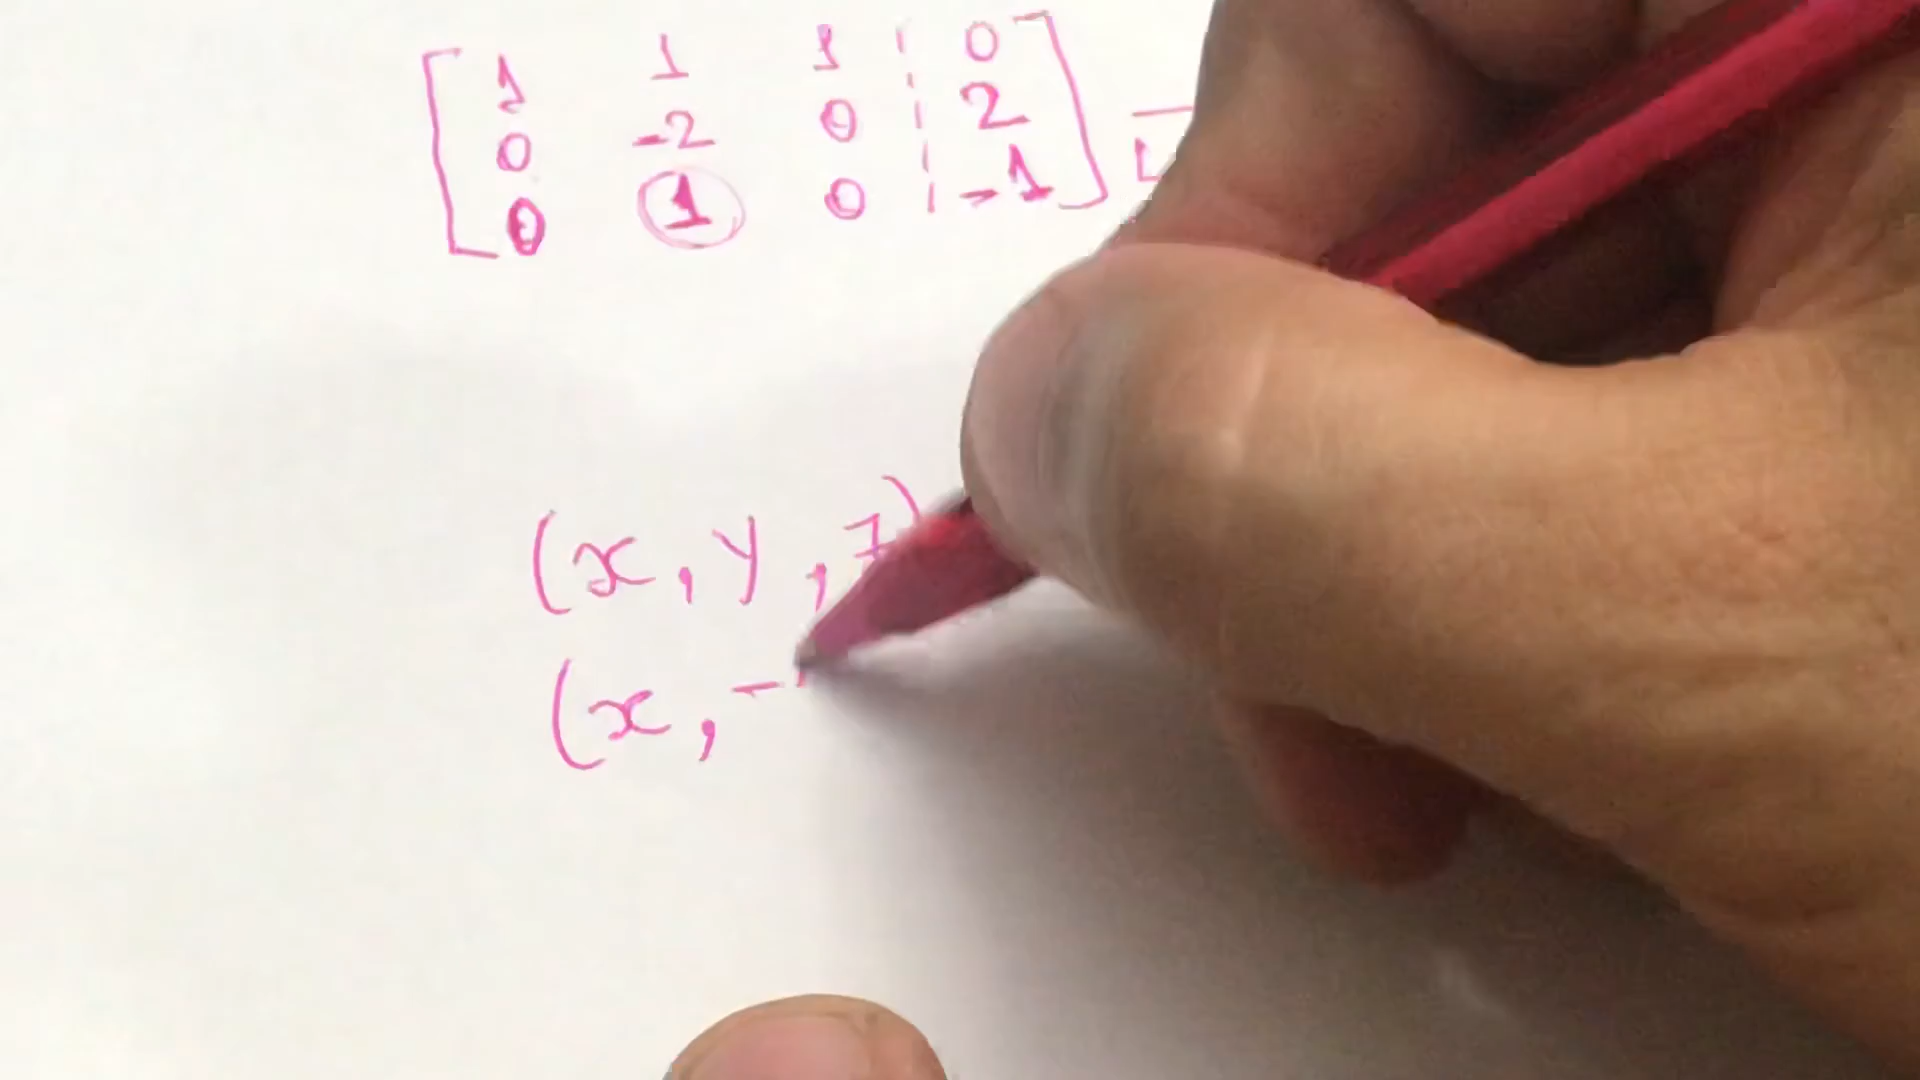 1 1 1 0
0 -2 0 2
0 1 0 -1
(x, y, z)
(x, -